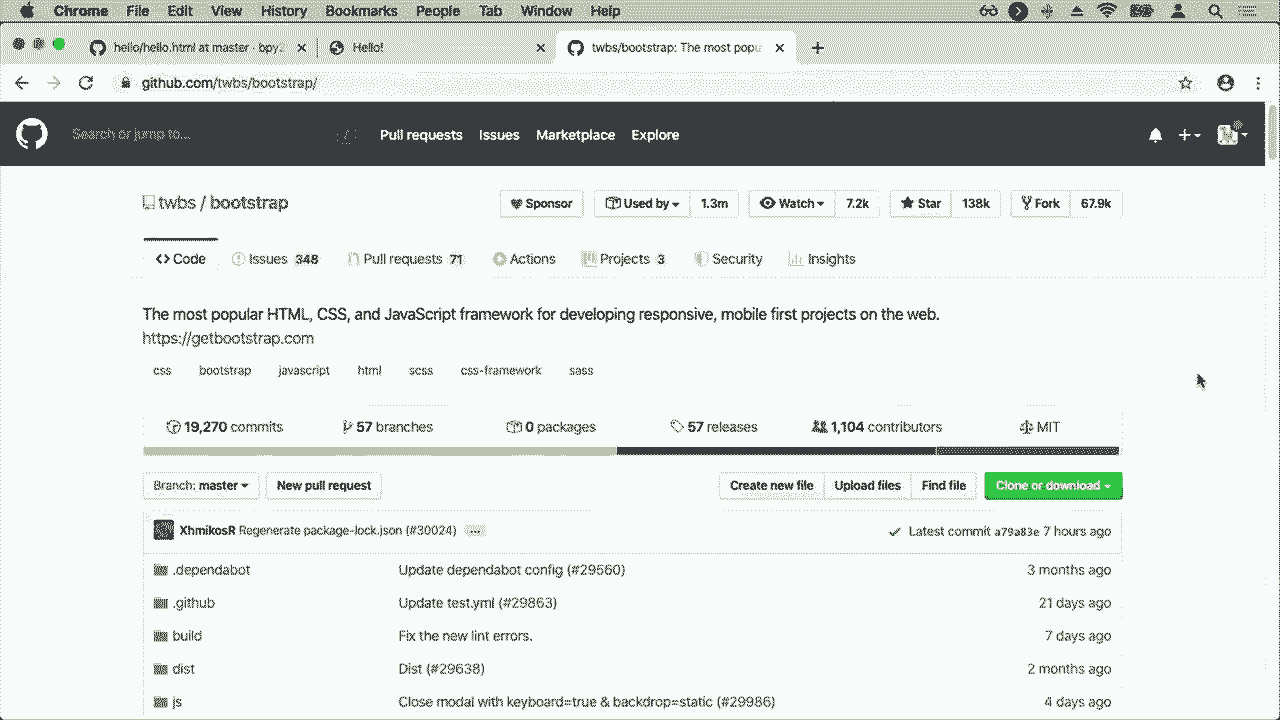 Chrome File Edit View History Bookmarks People Tab Window Help
hello/hello.html at master · bpy Hello! twbs/bootstrap: The most popu
github.com/twbs/bootstrap/
Search or jump to... / Pull requests Issues Marketplace Explore
twbs / bootstrap Sponsor Used by 1.3m Watch 7.2k Star 138k Fork 67.9k
Code Issues 348 Pull requests 71 Actions Projects 3 Security Insights
The most popular HTML, CSS, and JavaScript framework for developing responsive, mobile first projects on the web.
https://getbootstrap.com
css bootstrap javascript html scss css-framework sass
19,270 commits 57 branches 0 packages 57 releases 1,104 contributors MIT
Branch: master New pull request Create new file Upload files Find file Clone or download
XhmikosR Regenerate package-lock.json (#30024) ... Latest commit a79a83e 7 hours ago
.dependabot Update dependabot config (#29560) 3 months ago
.github Update test.yml (#29863) 21 days ago
build Fix the new lint errors. 7 days ago
dist Dist (#29638) 2 months ago
js Close modal with keyboard=true & backdrop=static (#29986) 4 days ago